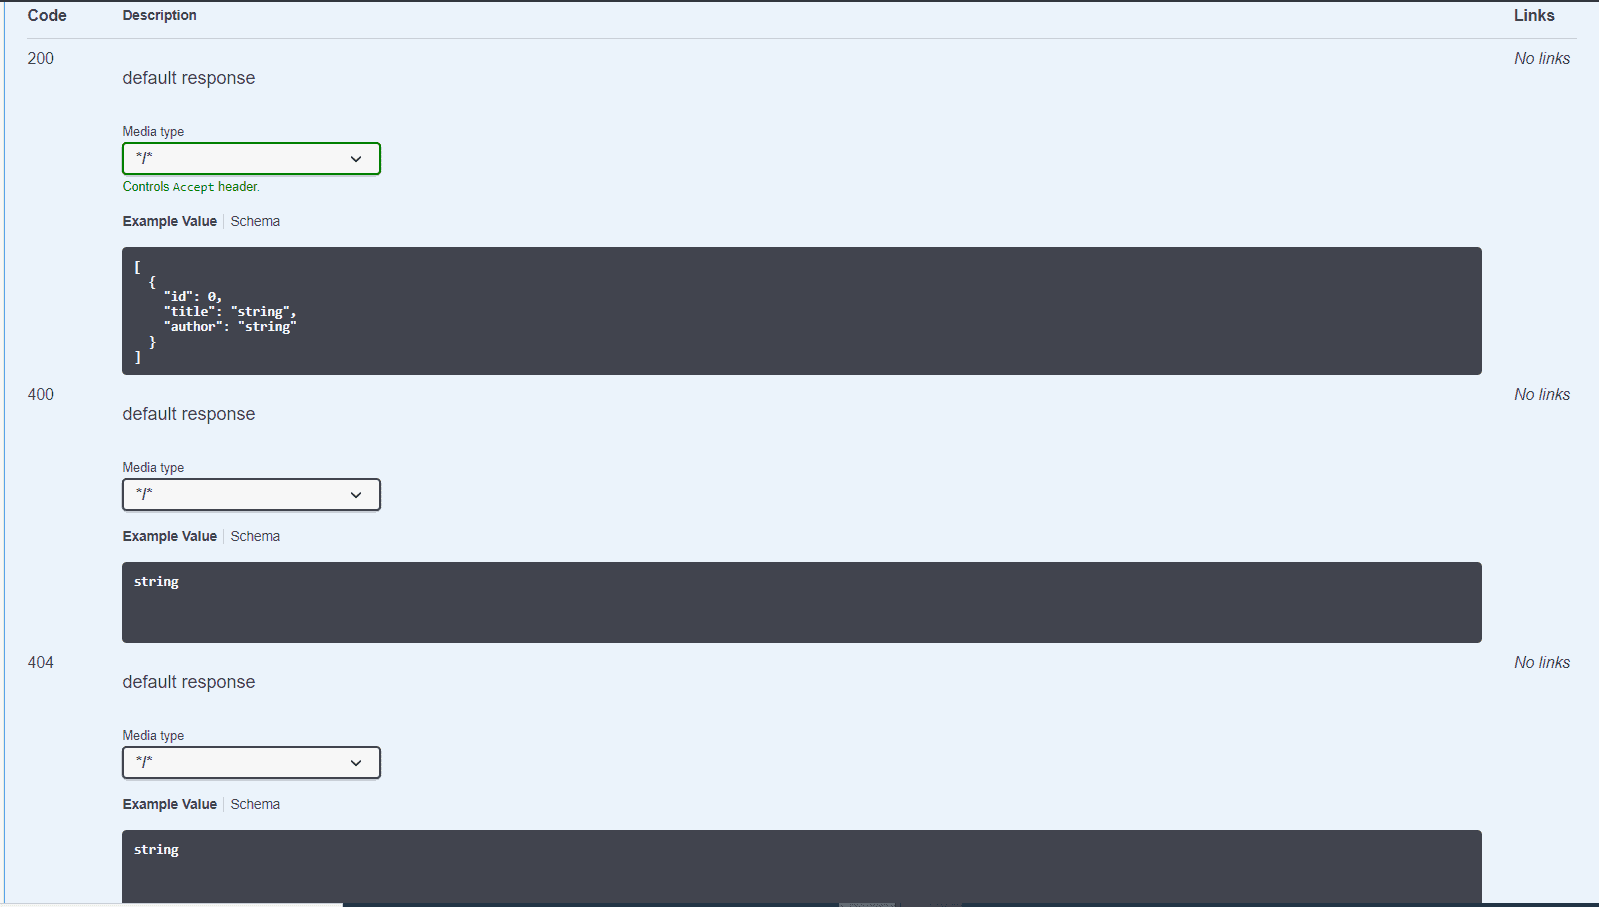 Code Description Links
200 No links
default response
Media type
*/*
Controls Accept header.
Example Value Schema
[
  {
    "id": 0,
    "title": "string",
    "author": "string"
  }
]
400 No links
default response
Media type
*/*
Example Value Schema
string
404 No links
default response
Media type
*/*
Example Value Schema
string